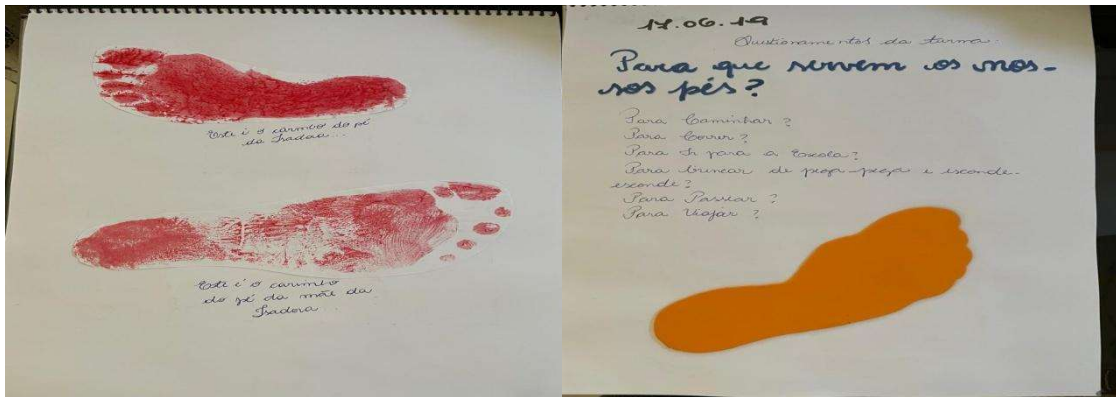 Este é o carimbo do pé
da Isadora...
Este é o carimbo
do pé da mãe da
Isadora...
17.06.19
Questionamentos da turma:
Para que servem os nos-
sos pés?
Para Caminhar?
Para Correr?
Para Ir para a Escola?
Para brincar de pega-pega e esconde-
esconde?
Para Passear?
Para Viajar?